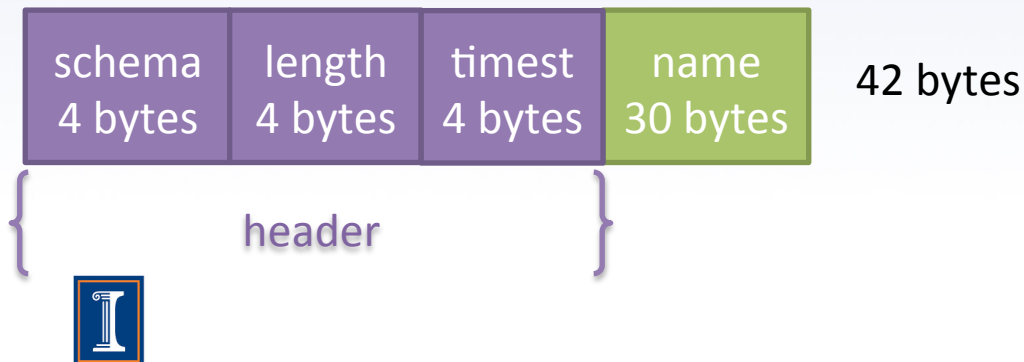 schema length timest name
4 bytes 4 bytes 4 bytes 30 bytes
42 bytes
header
I